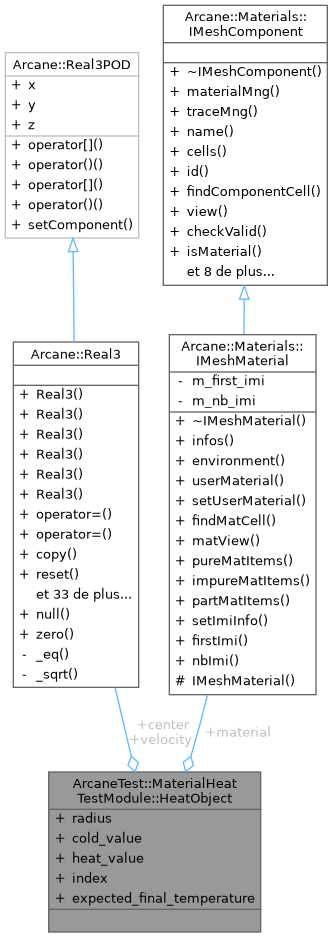 Arcane::Materials::
IMeshComponent
+ ~IMeshComponent()
+ materialMng()
+ traceMng()
+ name()
+ cells()
+ id()
+ findComponentCell()
+ view()
+ checkValid()
+ isMaterial()
et 8 de plus...
Arcane::Real3POD
+ x
+ y
+ z
+ operator[]()
+ operator()()
+ operator[]()
+ operator()()
+ setComponent()
Arcane::Real3
+ Real3()
+ Real3()
+ Real3()
+ Real3()
+ Real3()
+ Real3()
+ operator=()
+ operator=()
+ copy()
+ reset()
et 33 de plus...
+ null()
+ zero()
- _eq()
- _sqrt()
Arcane::Materials::
IMeshMaterial
- m_first_imi
- m_nb_imi
+ ~IMeshMaterial()
+ infos()
+ environment()
+ userMaterial()
+ setUserMaterial()
+ findMatCell()
+ matView()
+ pureMatItems()
+ impureMatItems()
+ partMatItems()
+ setImiInfo()
+ firstImi()
+ nbImi()
# IMeshMaterial()
+center
+velocity
+material
ArcaneTest::MaterialHeat
TestModule::HeatObject
+ radius
+ cold_value
+ heat_value
+ index
+ expected_final_temperature